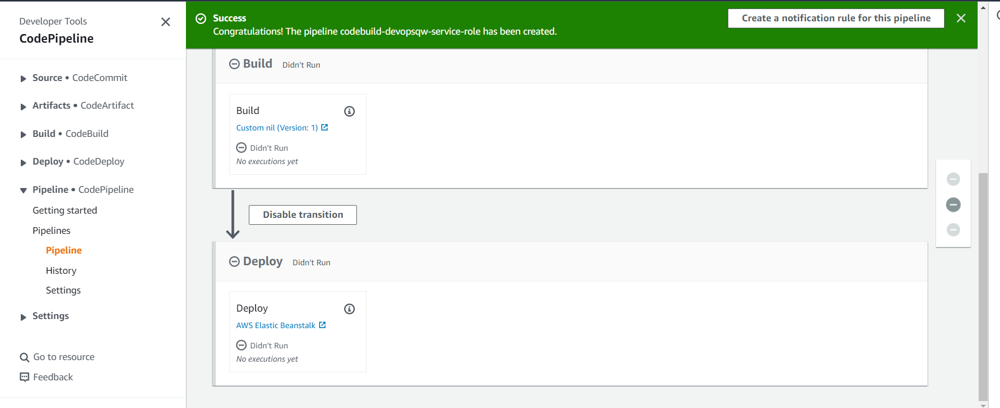 Developer Tools
CodePipeline
Source • CodeCommit
Artifacts • CodeArtifact
Build • CodeBuild
Deploy • CodeDeploy
Pipeline • CodePipeline
Getting started
Pipelines
Pipeline
History
Settings
Settings
Go to resource
Feedback
Success
Congratulations! The pipeline codebuild-devopsqw-service-role has been created.
Create a notification rule for this pipeline
Build Didn't Run
Build
Custom nil (Version: 1)
Didn't Run
No executions yet
Disable transition
Deploy Didn't Run
Deploy
AWS Elastic Beanstalk
Didn't Run
No executions yet